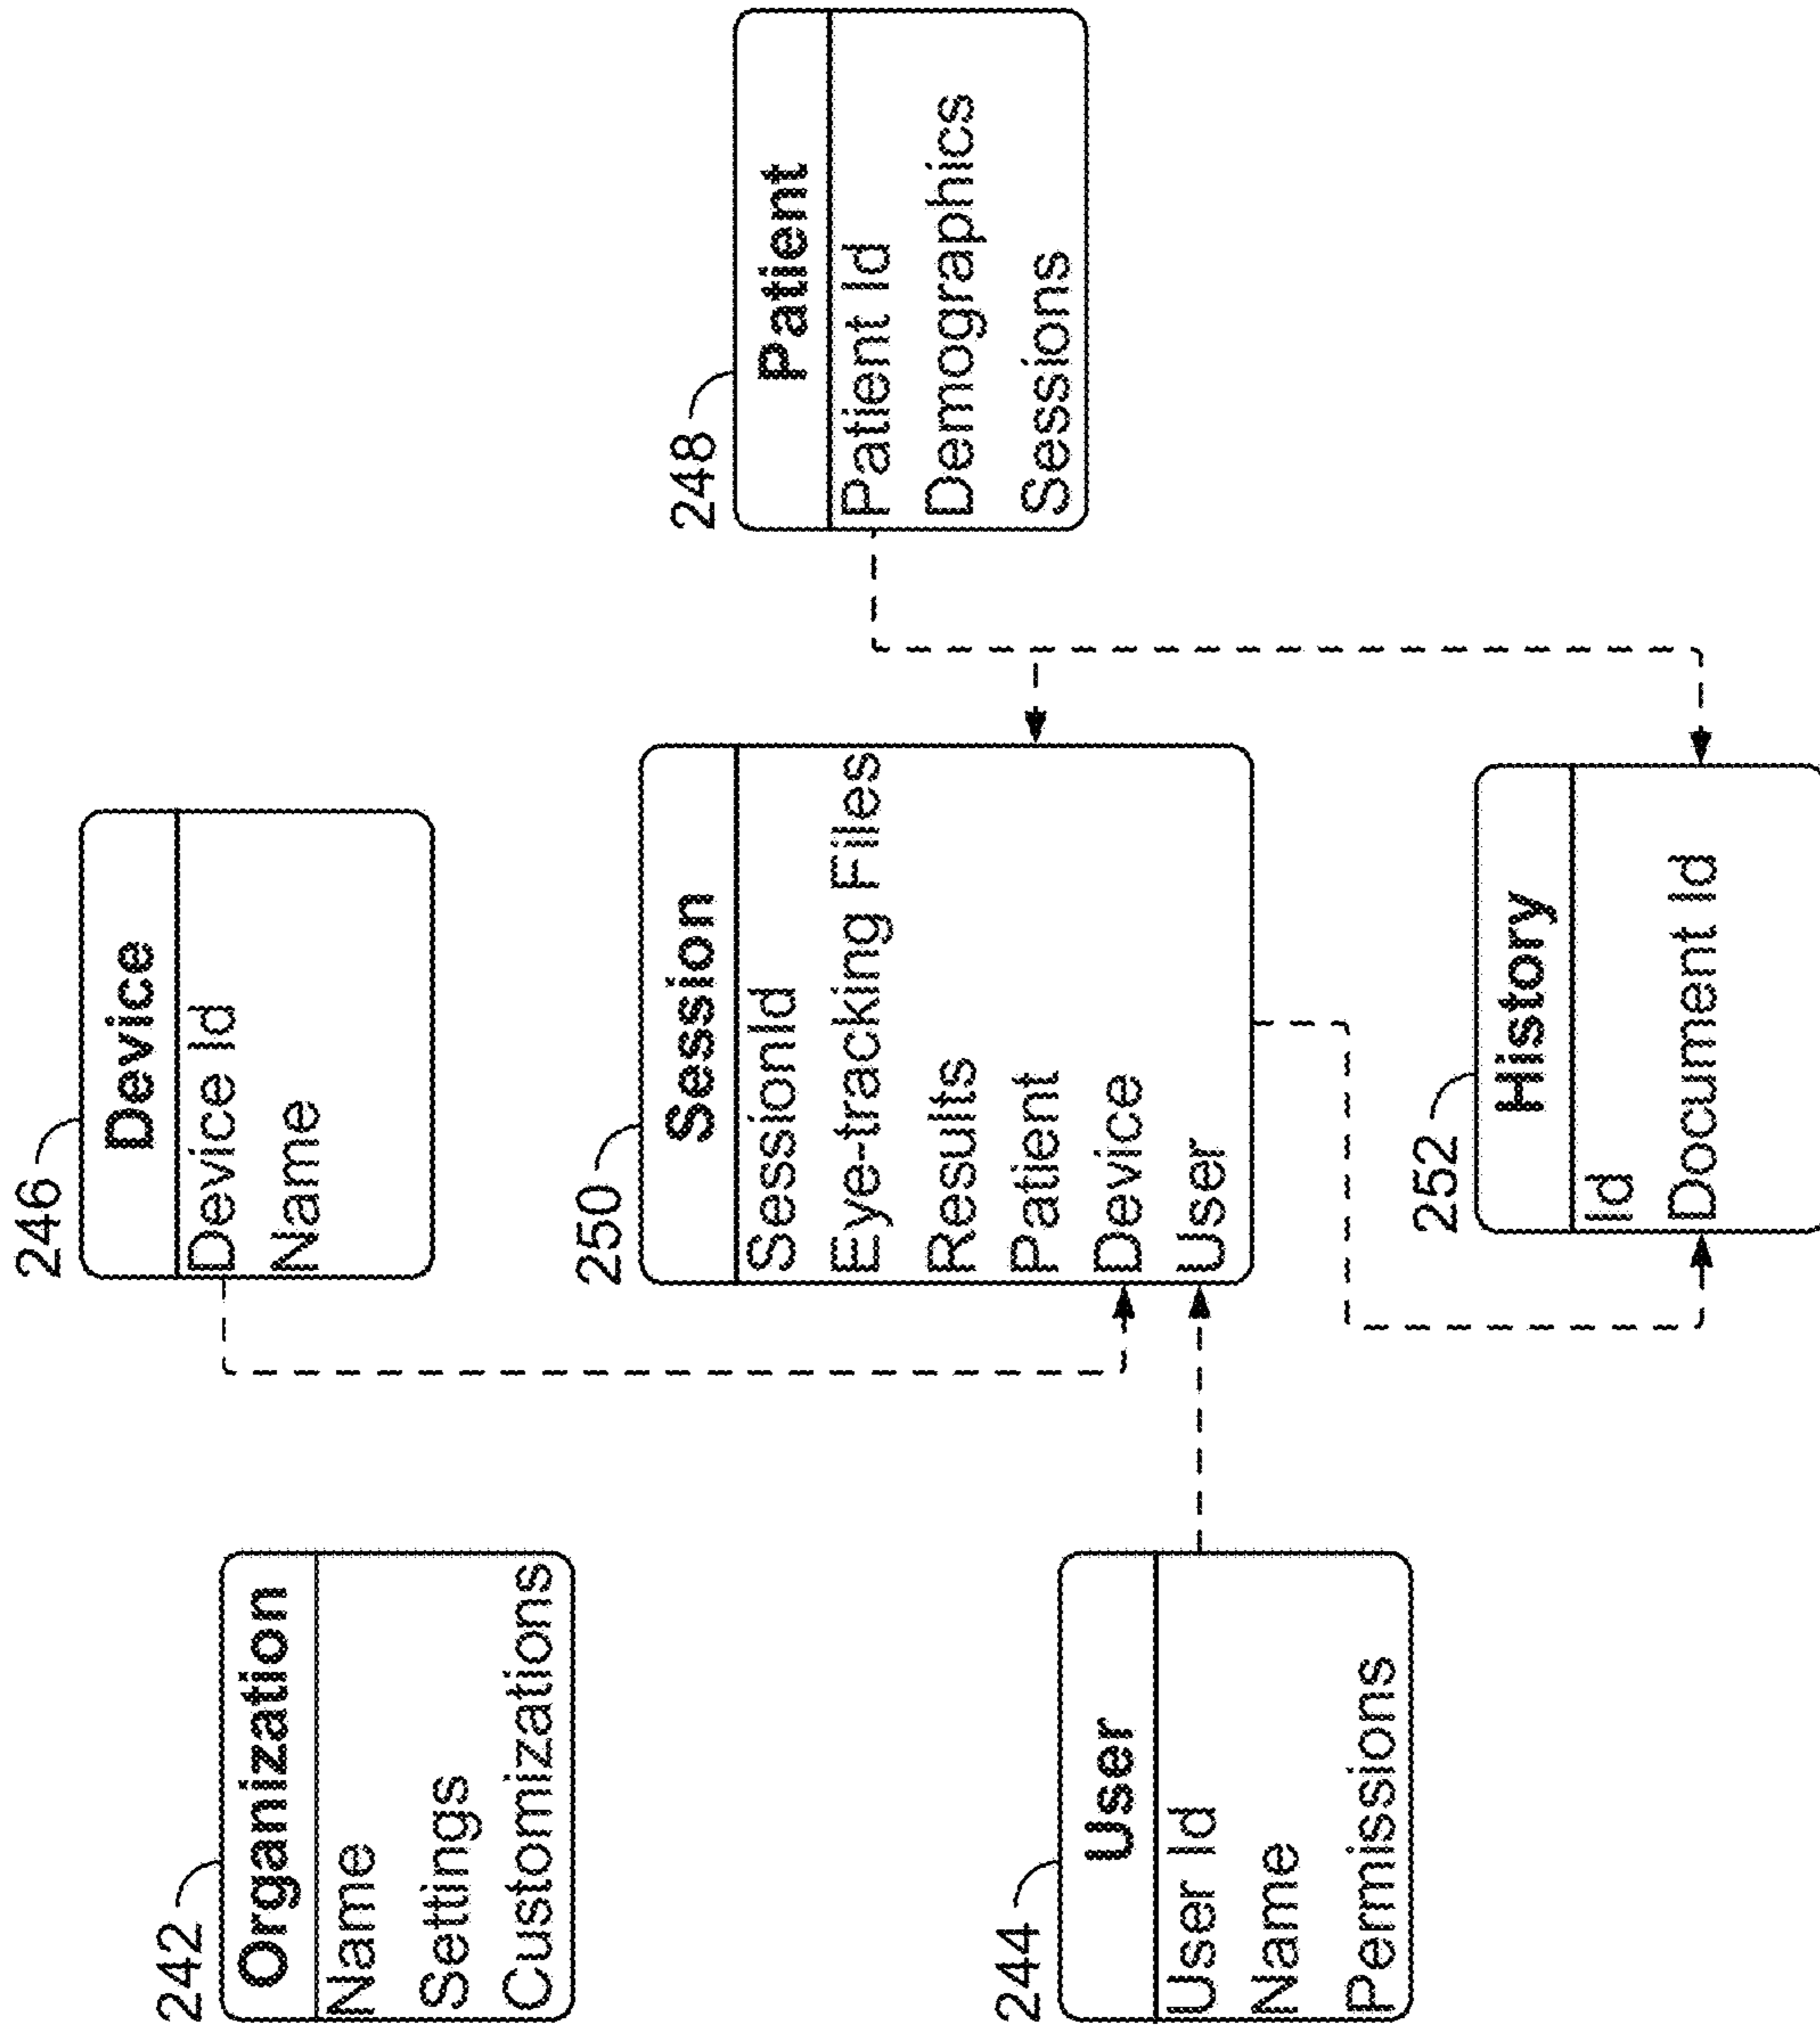 242
Organization
Name
Settings
Customizations
244
User
User Id
Name
Permissions
246
Device
Device Id
Name
250
Session
SessionId
Eye-tracking Files
Results
Patient
Device
User
252
History
Id
Document Id
248
Patient
Patient Id
Demographics
Sessions